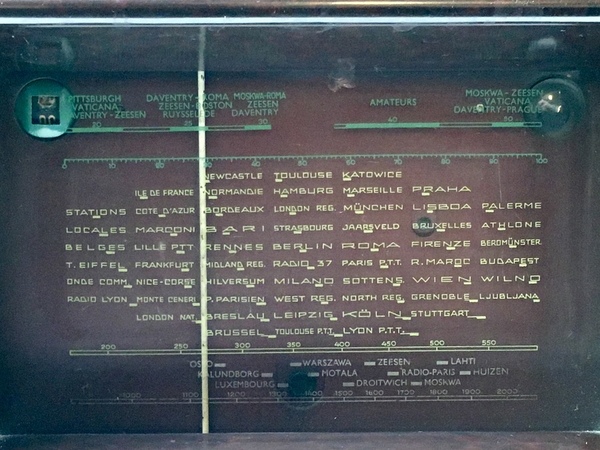 PITTSBURGH DAVENTRY-ROMA MOSKWA-ROMA MOSKWA-ZEESEN
VATICANA ZEESEN-BOSTON ZEESEN AMATEURS VATICANA
DAVENTRY-ZEESEN RUYSSELEDE DAVENTRY DAVENTRY-PRAGUE
20 25 30
0 10 20 30 40 50 60 70 80 90 100
NEWCASTLE TOULOUSE KATOWICE
ILE DE FRANCE NORMANDIE HAMBURG MARSEILLE PRAHA
STATIONS COTE D'AZUR BORDEAUX LONDON REG. MÜNCHEN LISBOA PALERME
LOCALES MARCONI BARI STRASBOURG JAARSVELD BRUXELLES ATHLONE
BELGES LILLE PTT RENNES BERLIN ROMA FIRENZE BEROMÜNSTER
T. EIFFEL FRANKFURT MIDLAND REG. RADIO 37 PARIS P.T.T. R. MAROC BUDAPEST
ONDE COMM. NICE-CORSE HILVERSUM MILANO SOTTENS WIEN WILNO
RADIO LYON MONTE CENERI P. PARISIEN WEST REG. NORTH REG. GRENOBLE LJUBLJANA
LONDON NAT. BRESLAU LEIPZIG KÖLN STUTTGART
BRUSSEL TOULOUSE P.T.T. LYON P.T.T.
200 250 300 350 400 450 500 550
OSLO WARSZAWA ZEESEN LAHTI
KALUNDBORG MOTALA RADIO-PARIS HUIZEN
LUXEMBOURG DROITWICH MOSKWA
1000 1100 1200 1300 1400 1500 1600 1700 1800 1900 2000